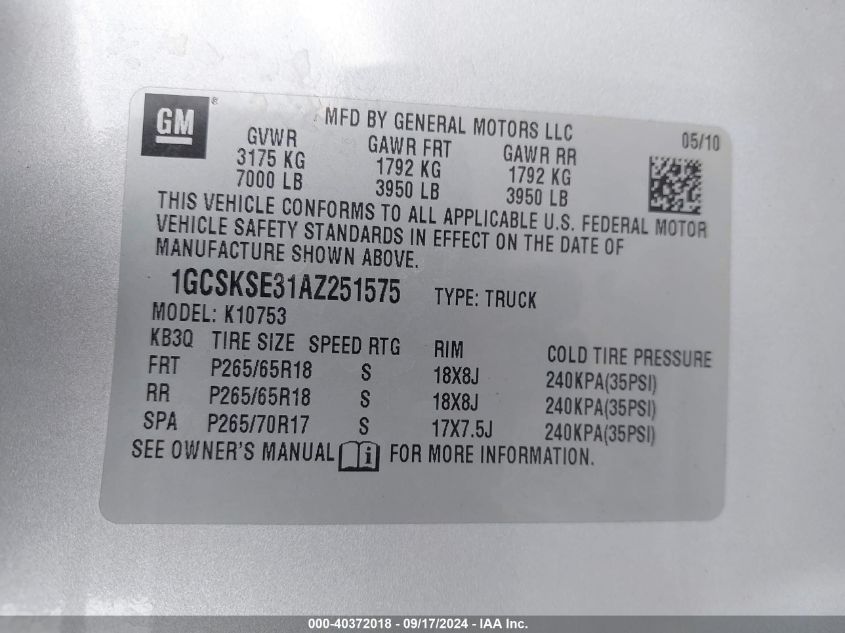 GM ®
MFD BY GENERAL MOTORS LLC 05/10
GVWR GAWR FRT GAWR RR
3175 KG 1792 KG 1792 KG
7000 LB 3950 LB 3950 LB
THIS VEHICLE CONFORMS TO ALL APPLICABLE U.S. FEDERAL MOTOR
VEHICLE SAFETY STANDARDS IN EFFECT ON THE DATE OF
MANUFACTURE SHOWN ABOVE.
1GCSKSE31AZ251575 TYPE: TRUCK
MODEL: K10753
KB3Q TIRE SIZE SPEED RTG RIM COLD TIRE PRESSURE
FRT P265/65R18 S 18X8J 240KPA(35PSI)
RR P265/65R18 S 18X8J 240KPA(35PSI)
SPA P265/70R17 S 17X7.5J 240KPA(35PSI)
SEE OWNER'S MANUAL i FOR MORE INFORMATION.
000-40372018 - 09/17/2024 - IAA Inc.